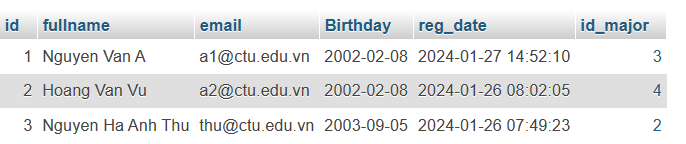 id fullname email Birthday reg_date id_major
1 Nguyen Van A a1@ctu.edu.vn 2002-02-08 2024-01-27 14:52:10 3
2 Hoang Van Vu a2@ctu.edu.vn 2002-02-08 2024-01-26 08:02:05 4
3 Nguyen Ha Anh Thu thu@ctu.edu.vn 2003-09-05 2024-01-26 07:49:23 2